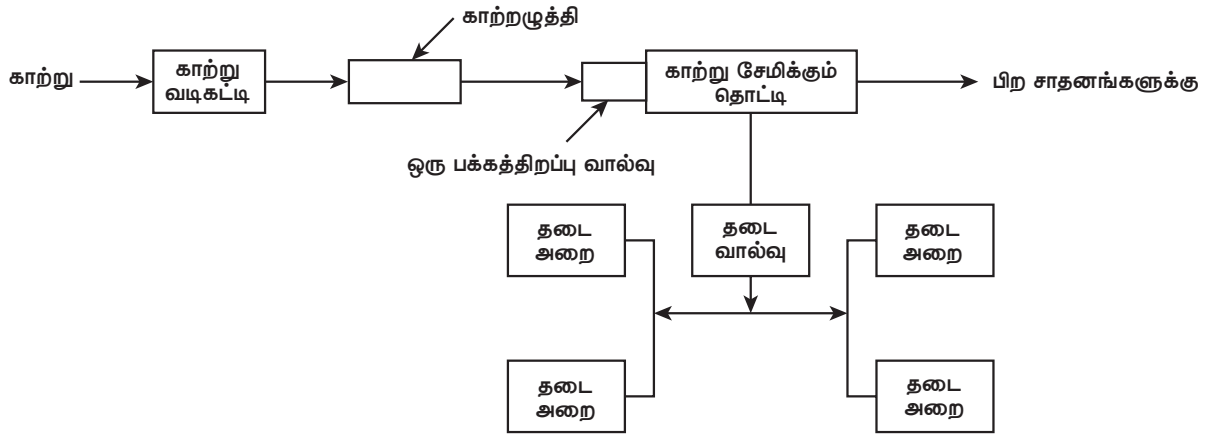 காற்றழுத்தி
காற்று
காற்று
வடிகட்டி
காற்று சேமிக்கும்
தொட்டி
பிற சாதனங்களுக்கு
ஒரு பக்கத்திறப்பு வால்வு
தடை
அறை
தடை
வால்வு
தடை
அறை
தடை
அறை
தடை
அறை